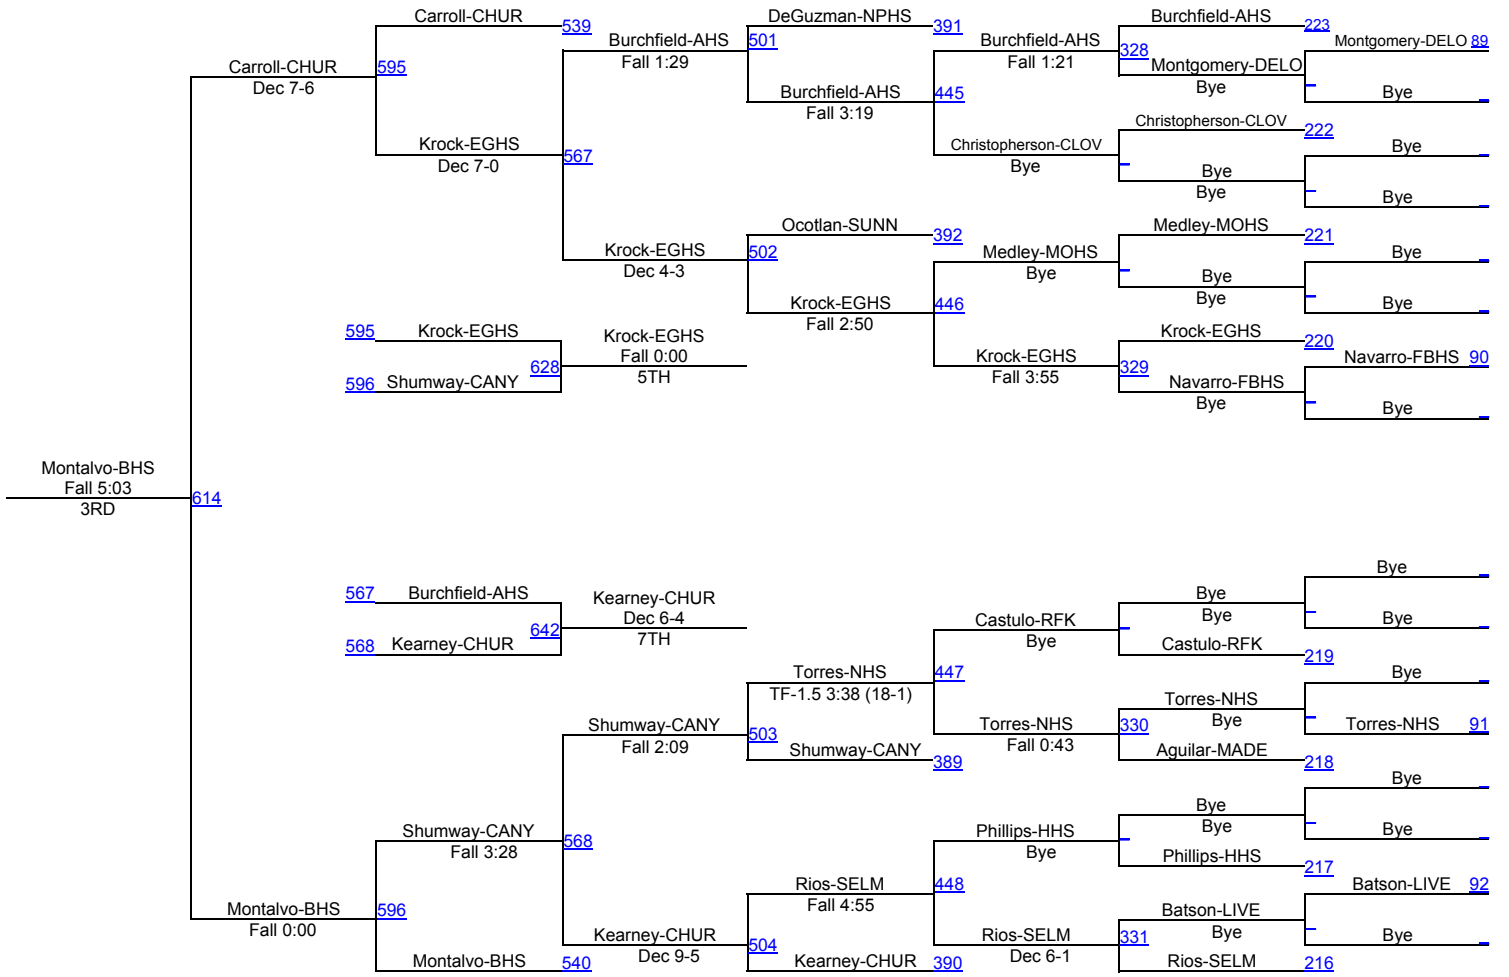 Carroll-CHUR
539
DeGuzman-NPHS
391
Burchfield-AHS
223
Burchfield-AHS
Fall 1:29
501
Burchfield-AHS
Fall 1:21
328
Montgomery-DELO 89
Carroll-CHUR
Dec 7-6
595
Montgomery-DELO
Bye
Bye
Burchfield-AHS
Fall 3:19
445
Christopherson-CLOV
222
Krock-EGHS
Dec 7-0
567
Christopherson-CLOV
Bye
Bye
Bye
Bye
Bye
Ocotlan-SUNN
392
Medley-MOHS
221
Krock-EGHS
Dec 4-3
502
Medley-MOHS
Bye
Bye
Bye
Bye
Krock-EGHS
Fall 2:50
446
Bye
595
Krock-EGHS
Krock-EGHS
Fall 0:00
5TH
Krock-EGHS
220
628
Krock-EGHS
Fall 3:55
329
Navarro-FBHS 90
596
Shumway-CANY
Navarro-FBHS
Bye
Bye
Montalvo-BHS
Fall 5:03
3RD
614
Bye
567
Burchfield-AHS
Kearney-CHUR
Dec 6-4
7TH
Bye
Bye
Bye
642
Castulo-RFK
Bye
568
Kearney-CHUR
Castulo-RFK
219
Torres-NHS
TF-1.5 3:38 (18-1)
447
Bye
Torres-NHS
Bye
Shumway-CANY
Fall 2:09
503
Torres-NHS
Fall 0:43
330
Torres-NHS 91
Shumway-CANY
389
Aguilar-MADE
218
Bye
Bye
Bye
Shumway-CANY
Fall 3:28
568
Phillips-HHS
Bye
Bye
Phillips-HHS
217
Rios-SELM
Fall 4:55
448
Batson-LIVE 92
Montalvo-BHS
Fall 0:00
596
Batson-LIVE
Bye
Kearney-CHUR
Dec 9-5
504
Rios-SELM
Dec 6-1
331
Bye
Montalvo-BHS
540
Kearney-CHUR
390
Rios-SELM
216